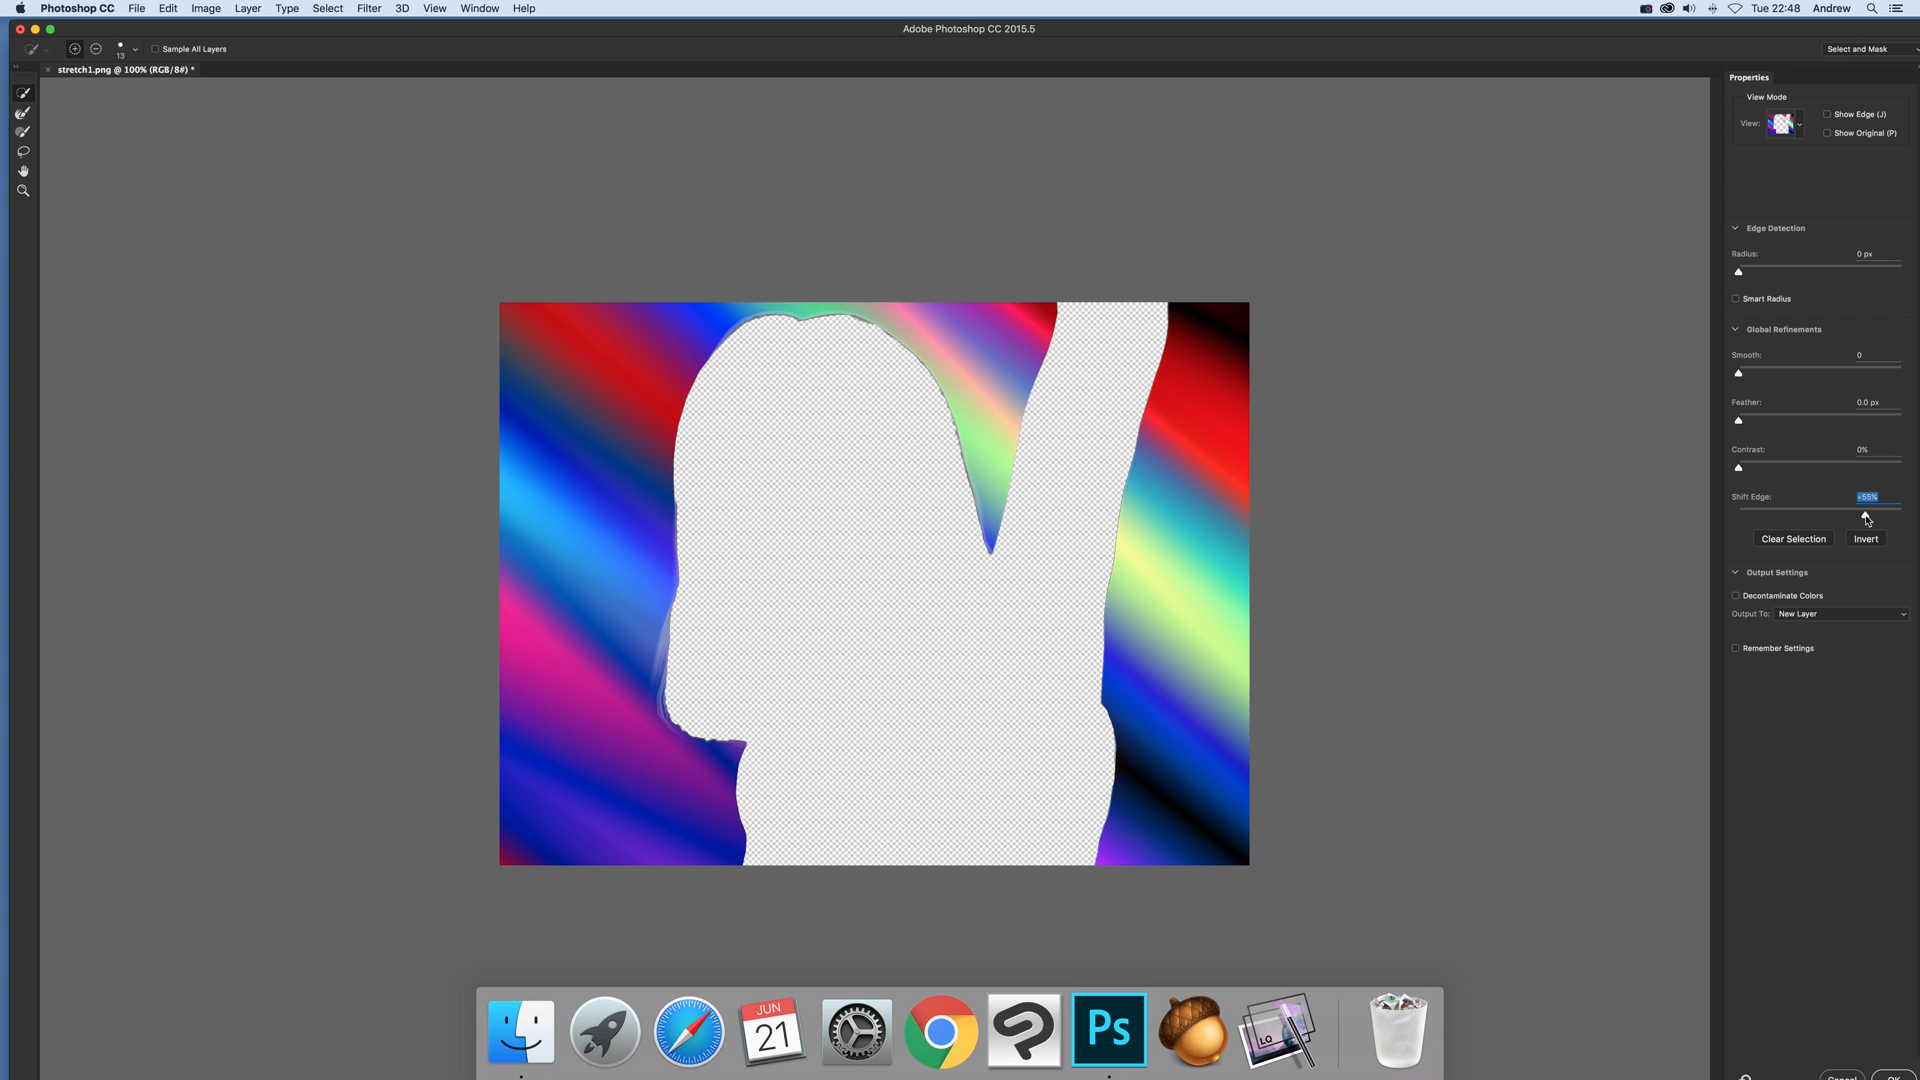 Photoshop CC File Edit Image Layer Type Select Filter 3D View Window Help Tue 22:48 Andrew
Adobe Photoshop CC 2015.5
13 Sample All Layers Select and Mask
stretch1.png @ 100% (RGB/8#) *
Properties
View Mode
View: Show Edge (J)
Show Original (P)
Edge Detection
Radius: 0 px
Smart Radius
Global Refinements
Smooth: 0
Feather: 0.0 px
Contrast: 0%
Shift Edge: +55%
Clear Selection Invert
Output Settings
Decontaminate Colors
Output To: New Layer
Remember Settings
JUN
21
Ps
LQ
Cancel OK